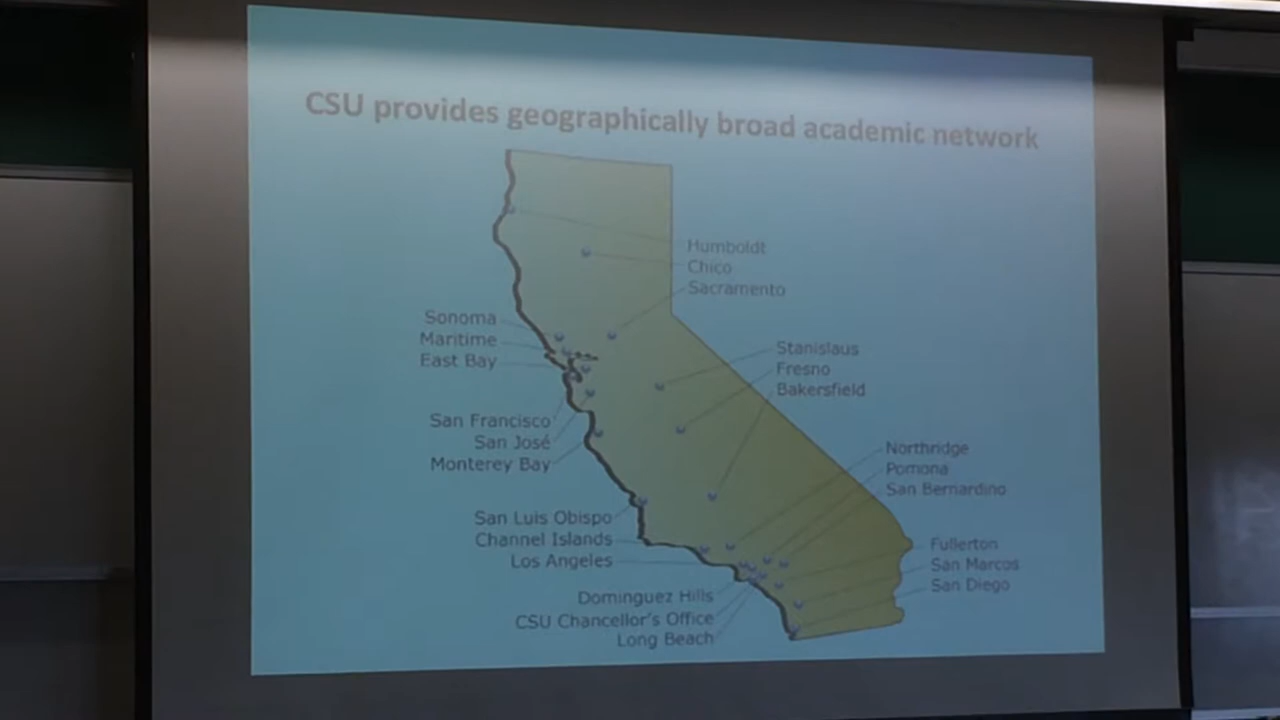 CSU provides geographically broad academic network
Humboldt
Chico
Sacramento
Sonoma
Maritime
East Bay
Stanislaus
Fresno
Bakersfield
San Francisco
San José
Monterey Bay
Northridge
Pomona
San Bernardino
San Luis Obispo
Channel Islands
Los Angeles
Fullerton
San Marcos
San Diego
Dominguez Hills
CSU Chancellor's Office
Long Beach